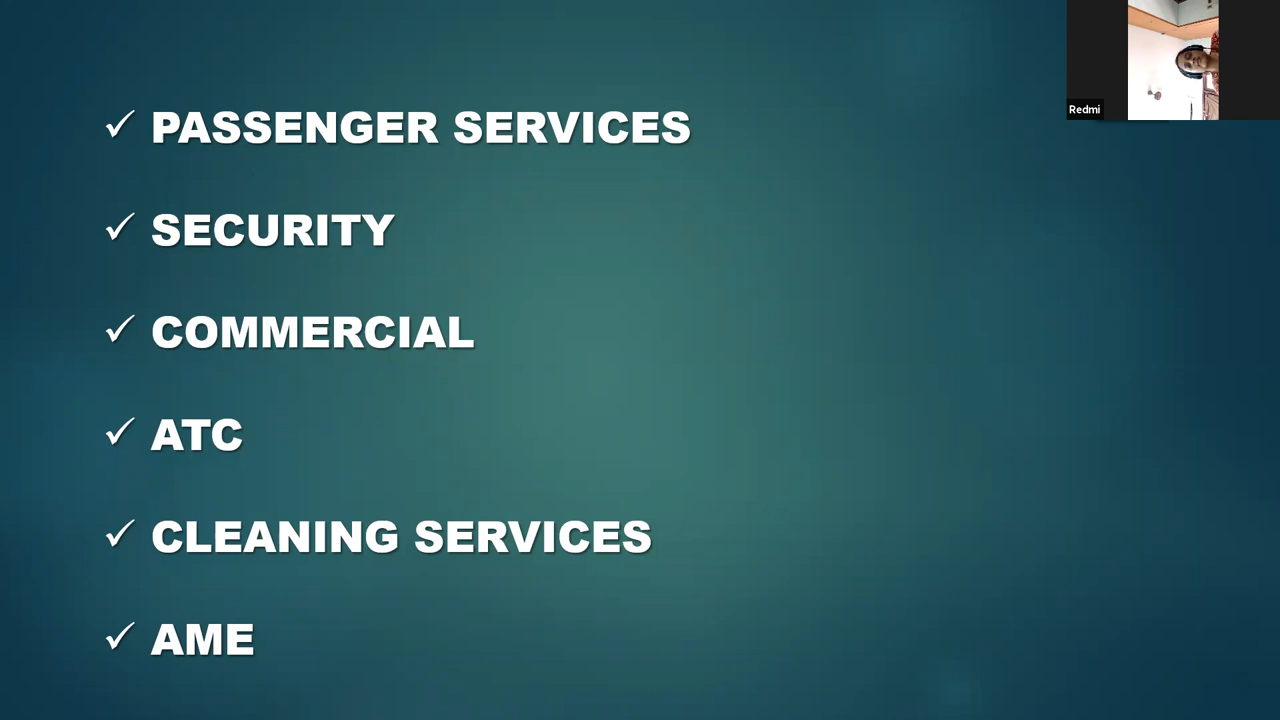 PASSENGER SERVICES
SECURITY
COMMERCIAL
ATC
CLEANING SERVICES
AME
Redmi